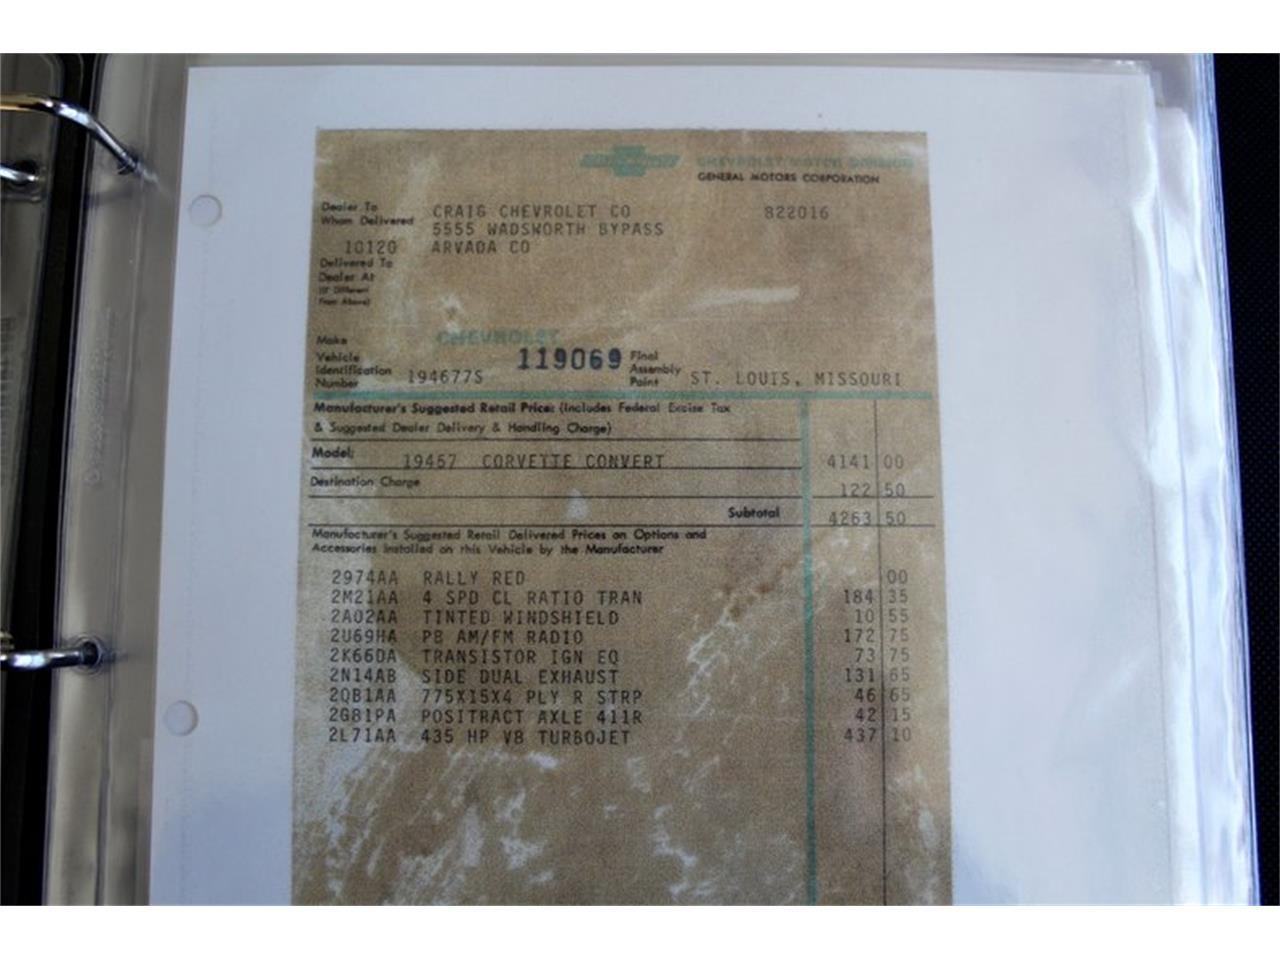 CHEVROLET MOTOR DIVISION
GENERAL MOTORS CORPORATION
Dealer To Whom Delivered CRAIG CHEVROLET CO 822016
5555 WADSWORTH BYPASS
10120 ARVADA CO
Delivered To
Dealer At
(If Different
From Above)
Make CHEVROLET
Vehicle Identification Number 194677S 119069 Final Assembly Point ST. LOUIS, MISSOURI
Manufacturer's Suggested Retail Price: (Includes Federal Excise Tax
& Suggested Dealer Delivery & Handling Charge)
Model: 19467 CORVETTE CONVERT 4141 00
Destination Charge 122 50
Subtotal 4263 50
Manufacturer's Suggested Retail Delivered Prices on Options and
Accessories Installed on this Vehicle by the Manufacturer
2974AA RALLY RED 00
2M21AA 4 SPD CL RATIO TRAN 184 35
2A02AA TINTED WINDSHIELD 10 55
2U69HA PB AM/FM RADIO 172 75
2K66DA TRANSISTOR IGN EQ 73 75
2N14AB SIDE DUAL EXHAUST 131 65
2QB1AA 775X15X4 PLY R STRP 46 65
2G81PA POSITRACT AXLE 411R 42 15
2L71AA 435 HP V8 TURBOJET 437 10